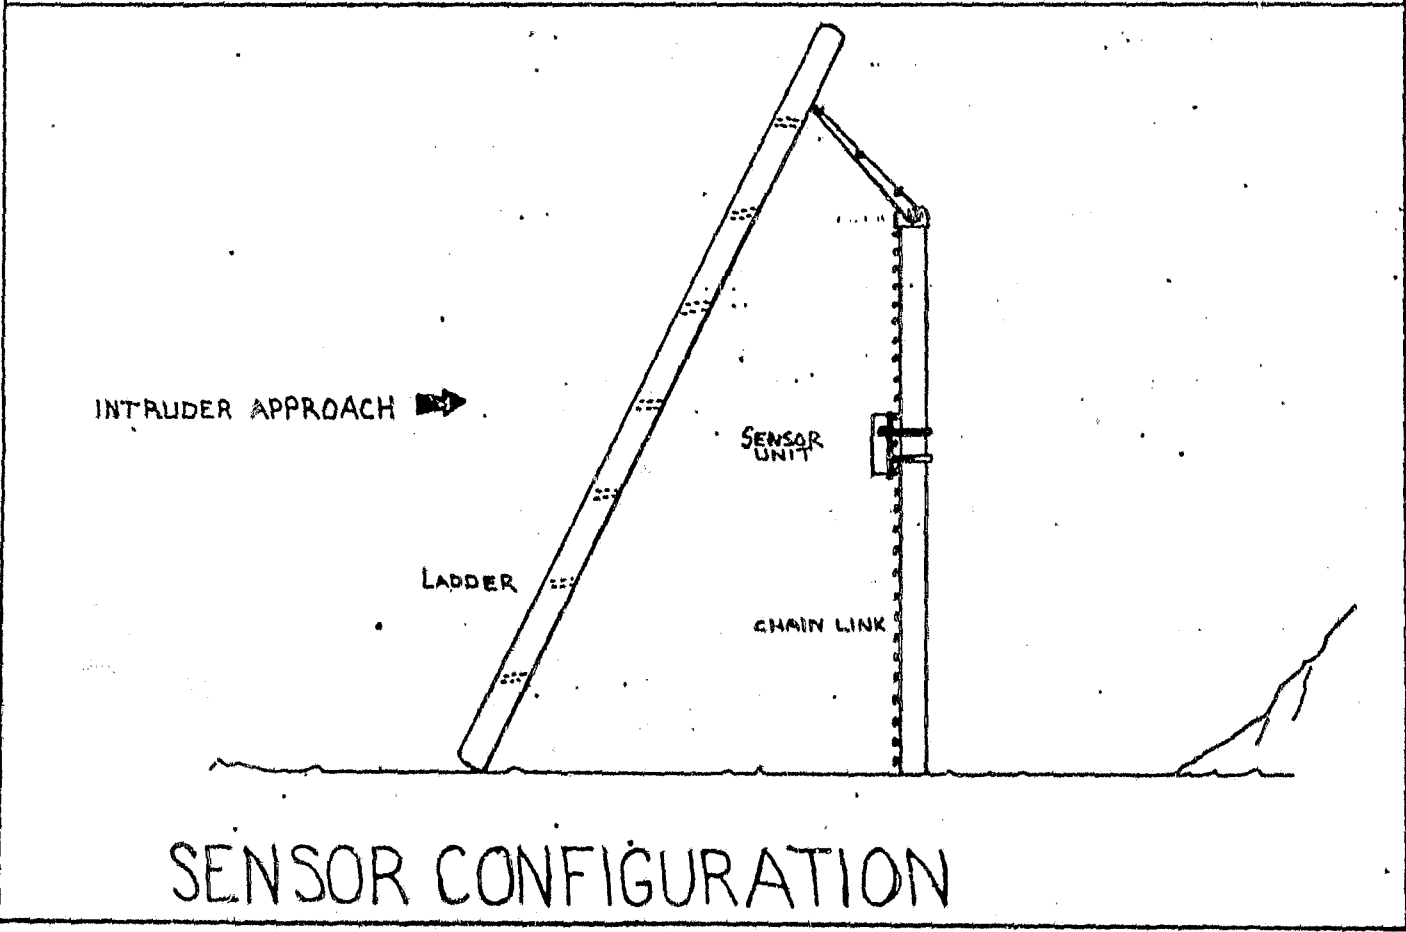 INTRUDER APPROACH
SENSOR
UNIT
LADDER
CHAIN LINK
SENSOR CONFIGURATION